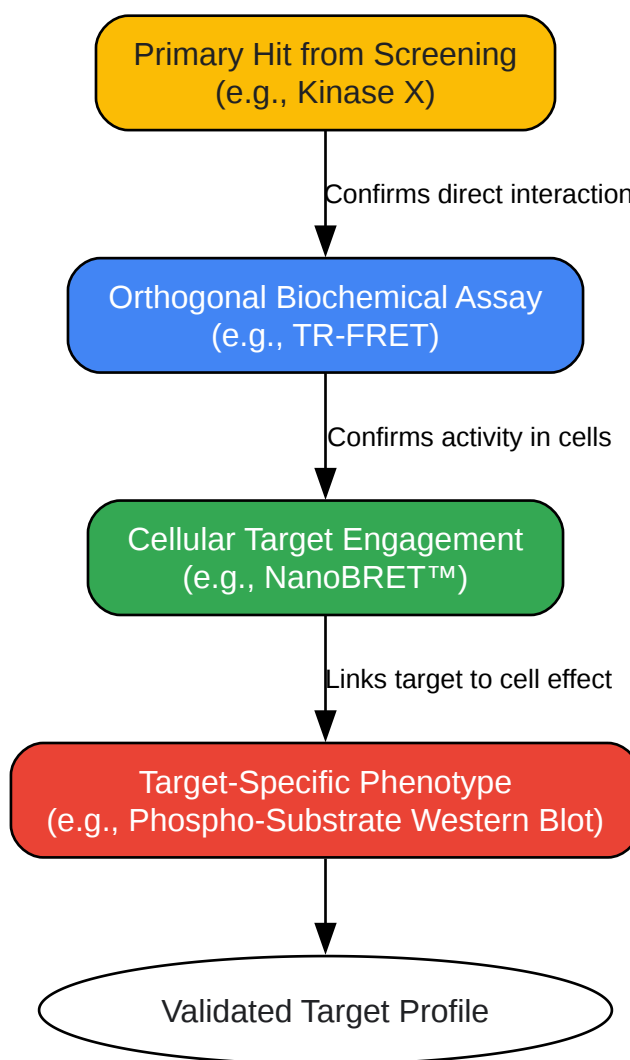 Primary Hit from Screening
(e.g., Kinase X)
Confirms direct interaction
Orthogonal Biochemical Assay
(e.g., TR-FRET)
Confirms activity in cells
Cellular Target Engagement
(e.g., NanoBRET™)
Links target to cell effect
Target-Specific Phenotype
(e.g., Phospho-Substrate Western Blot)
Validated Target Profile